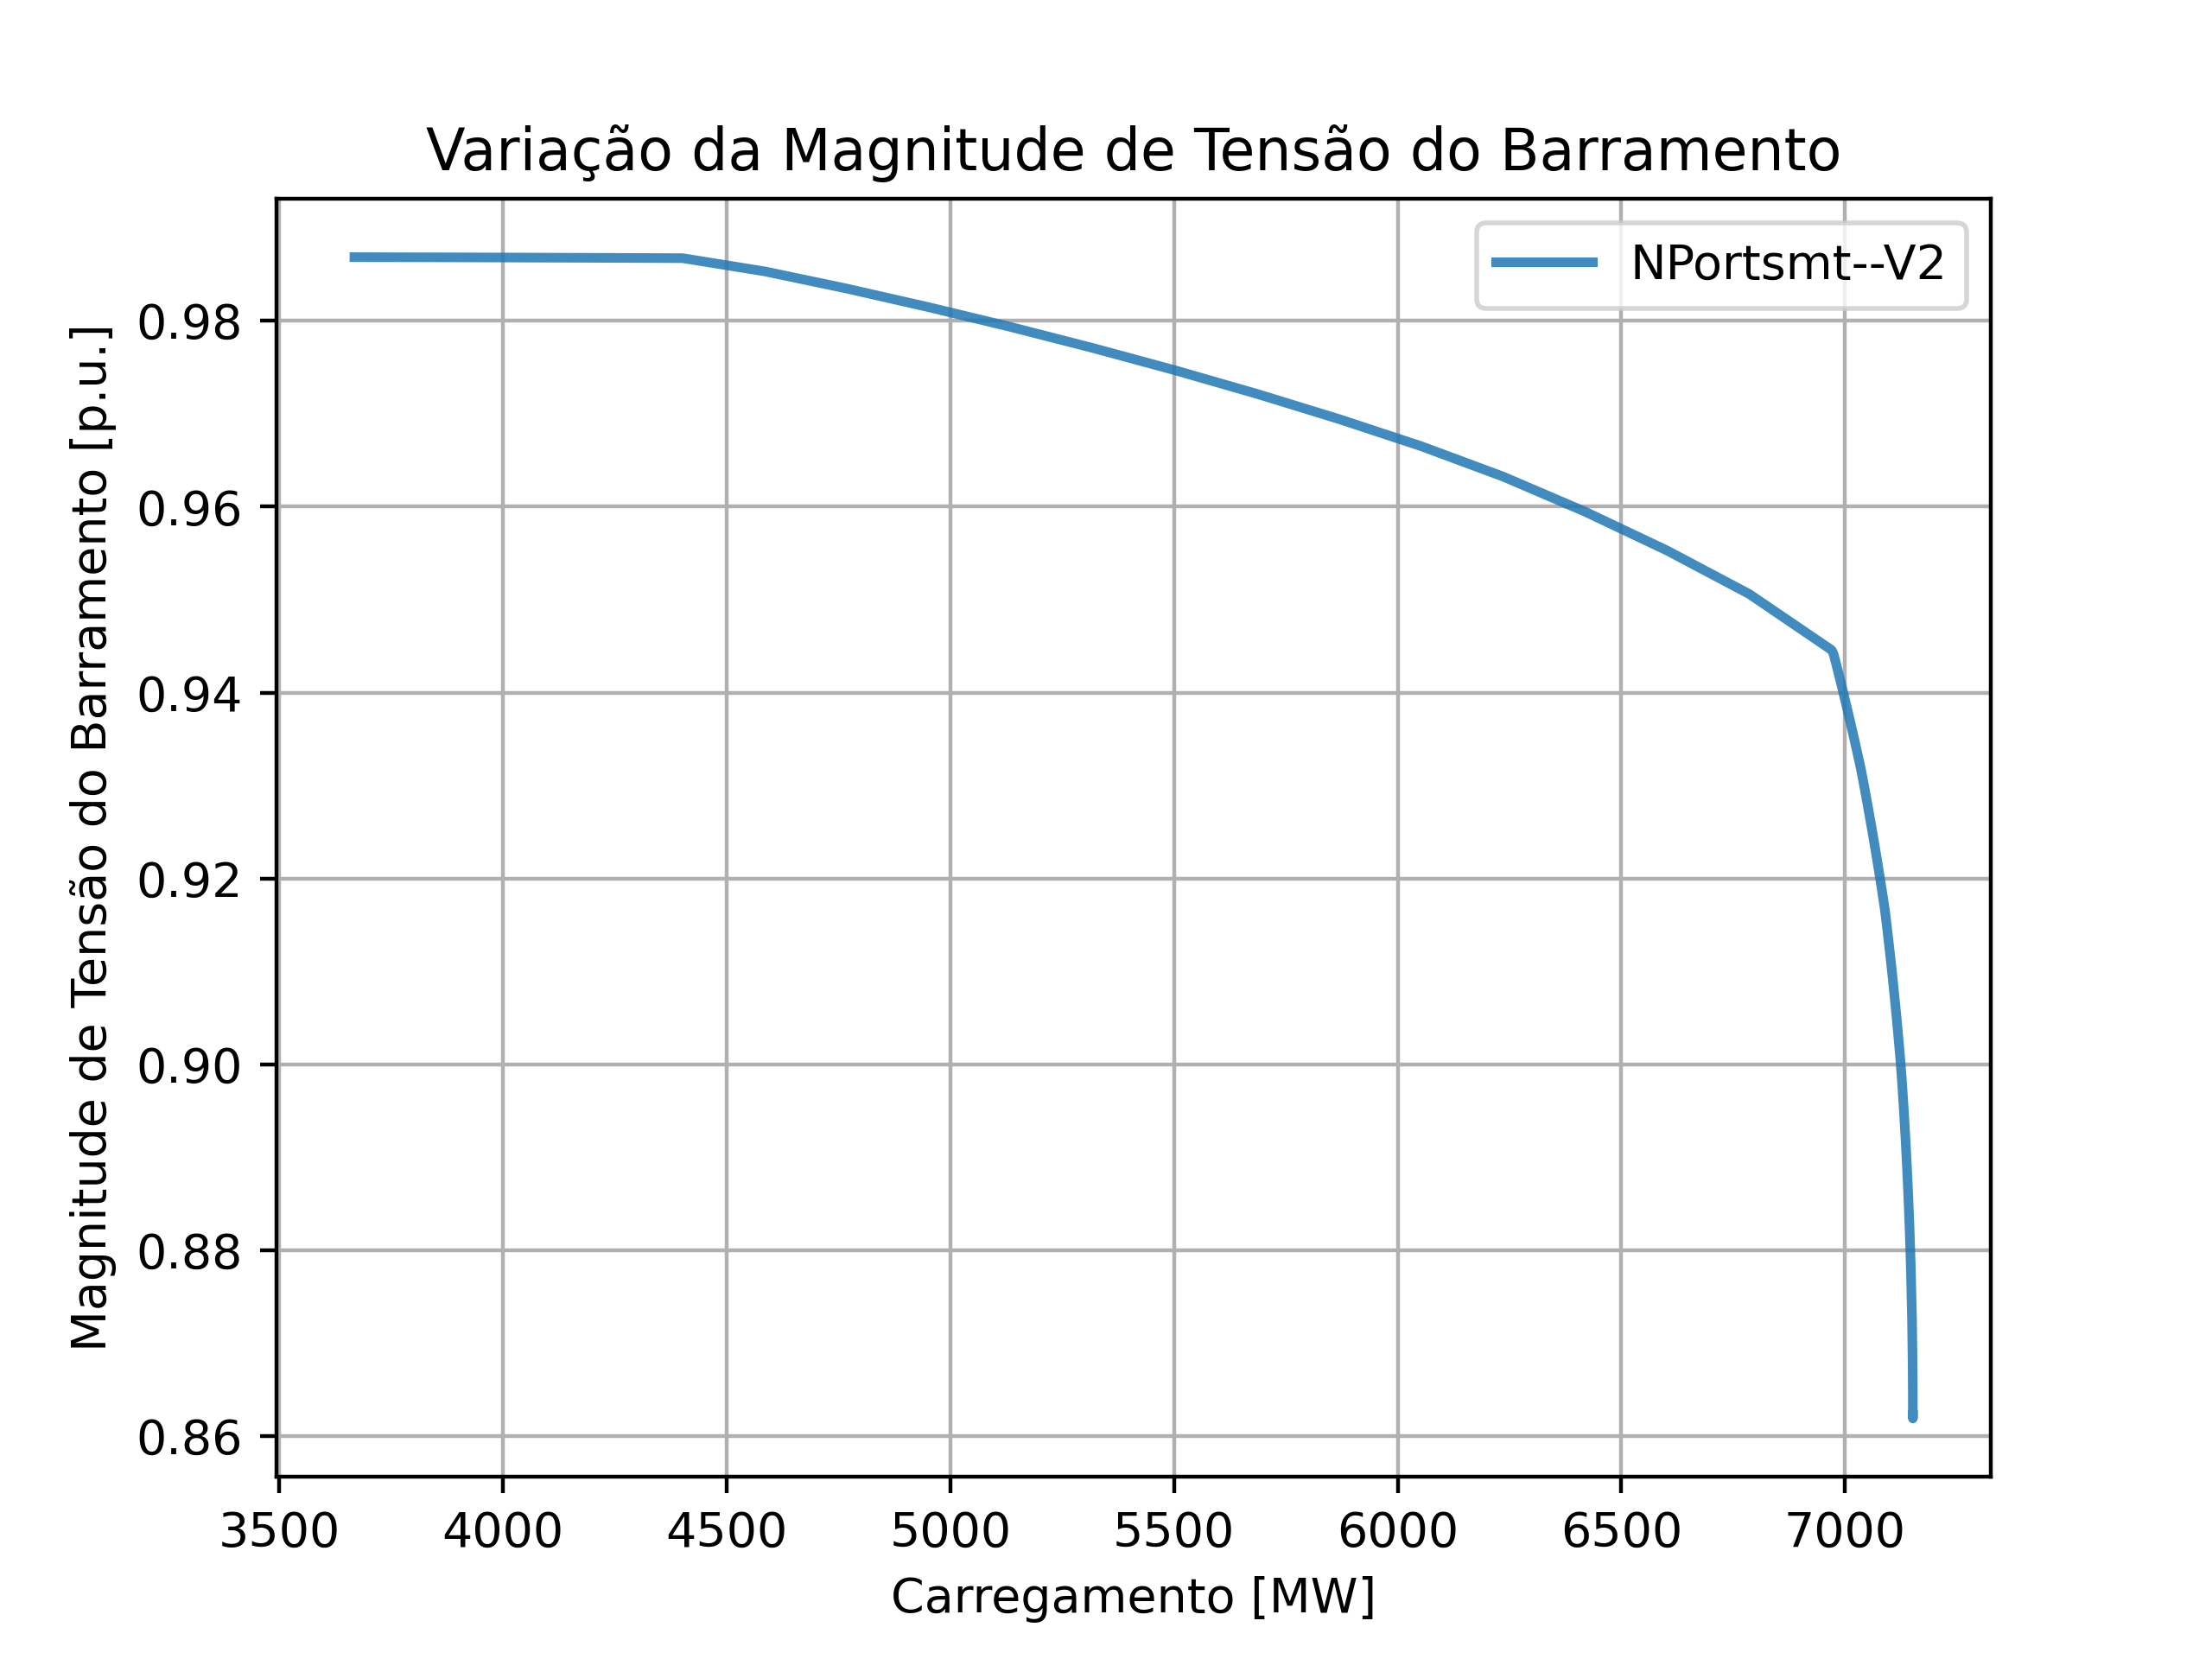 Variação da Magnitude de Tensão do Barramento
NPortsmt--V2
Magnitude de Tensão do Barramento [p.u.]
0.98
0.96
0.94
0.92
0.90
0.88
0.86
3500 4000 4500 5000 5500 6000 6500 7000
Carregamento [MW]